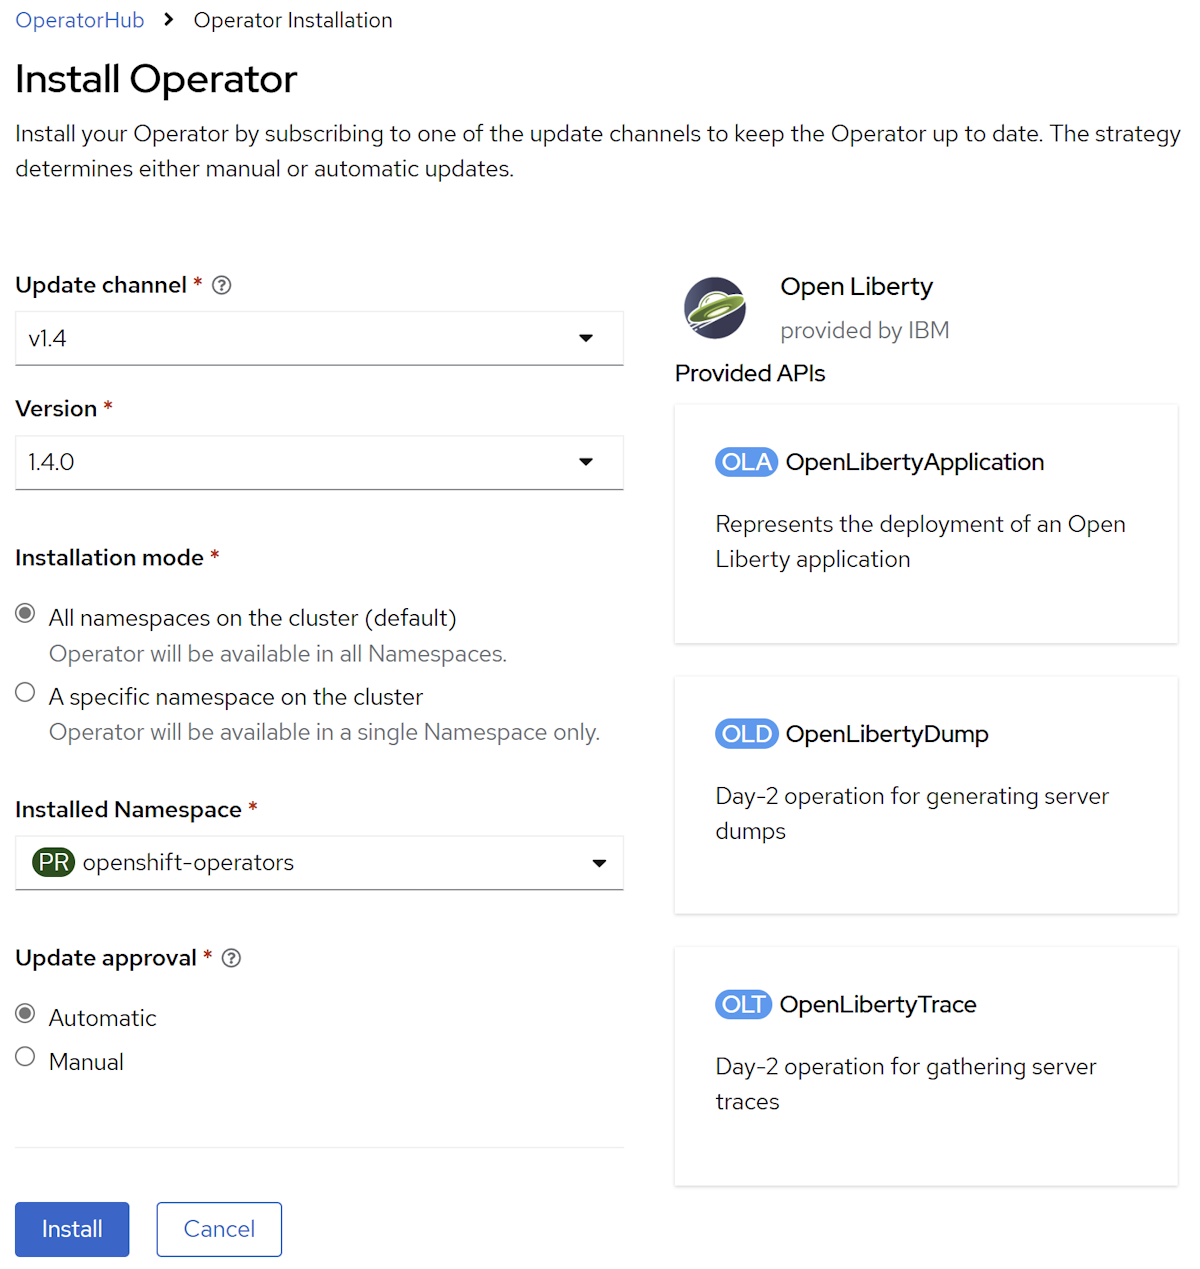 OperatorHub > Operator Installation
Install Operator
Install your Operator by subscribing to one of the update channels to keep the Operator up to date. The strategy
determines either manual or automatic updates.
Update channel *
v1.4
Version *
1.4.0
Installation mode *
All namespaces on the cluster (default)
Operator will be available in all Namespaces.
A specific namespace on the cluster
Operator will be available in a single Namespace only.
Installed Namespace *
PR openshift-operators
Update approval *
Automatic
Manual
Install Cancel
Open Liberty
provided by IBM
Provided APIs
OLA OpenLibertyApplication
Represents the deployment of an Open
Liberty application
OLD OpenLibertyDump
Day-2 operation for generating server
dumps
OLT OpenLibertyTrace
Day-2 operation for gathering server
traces